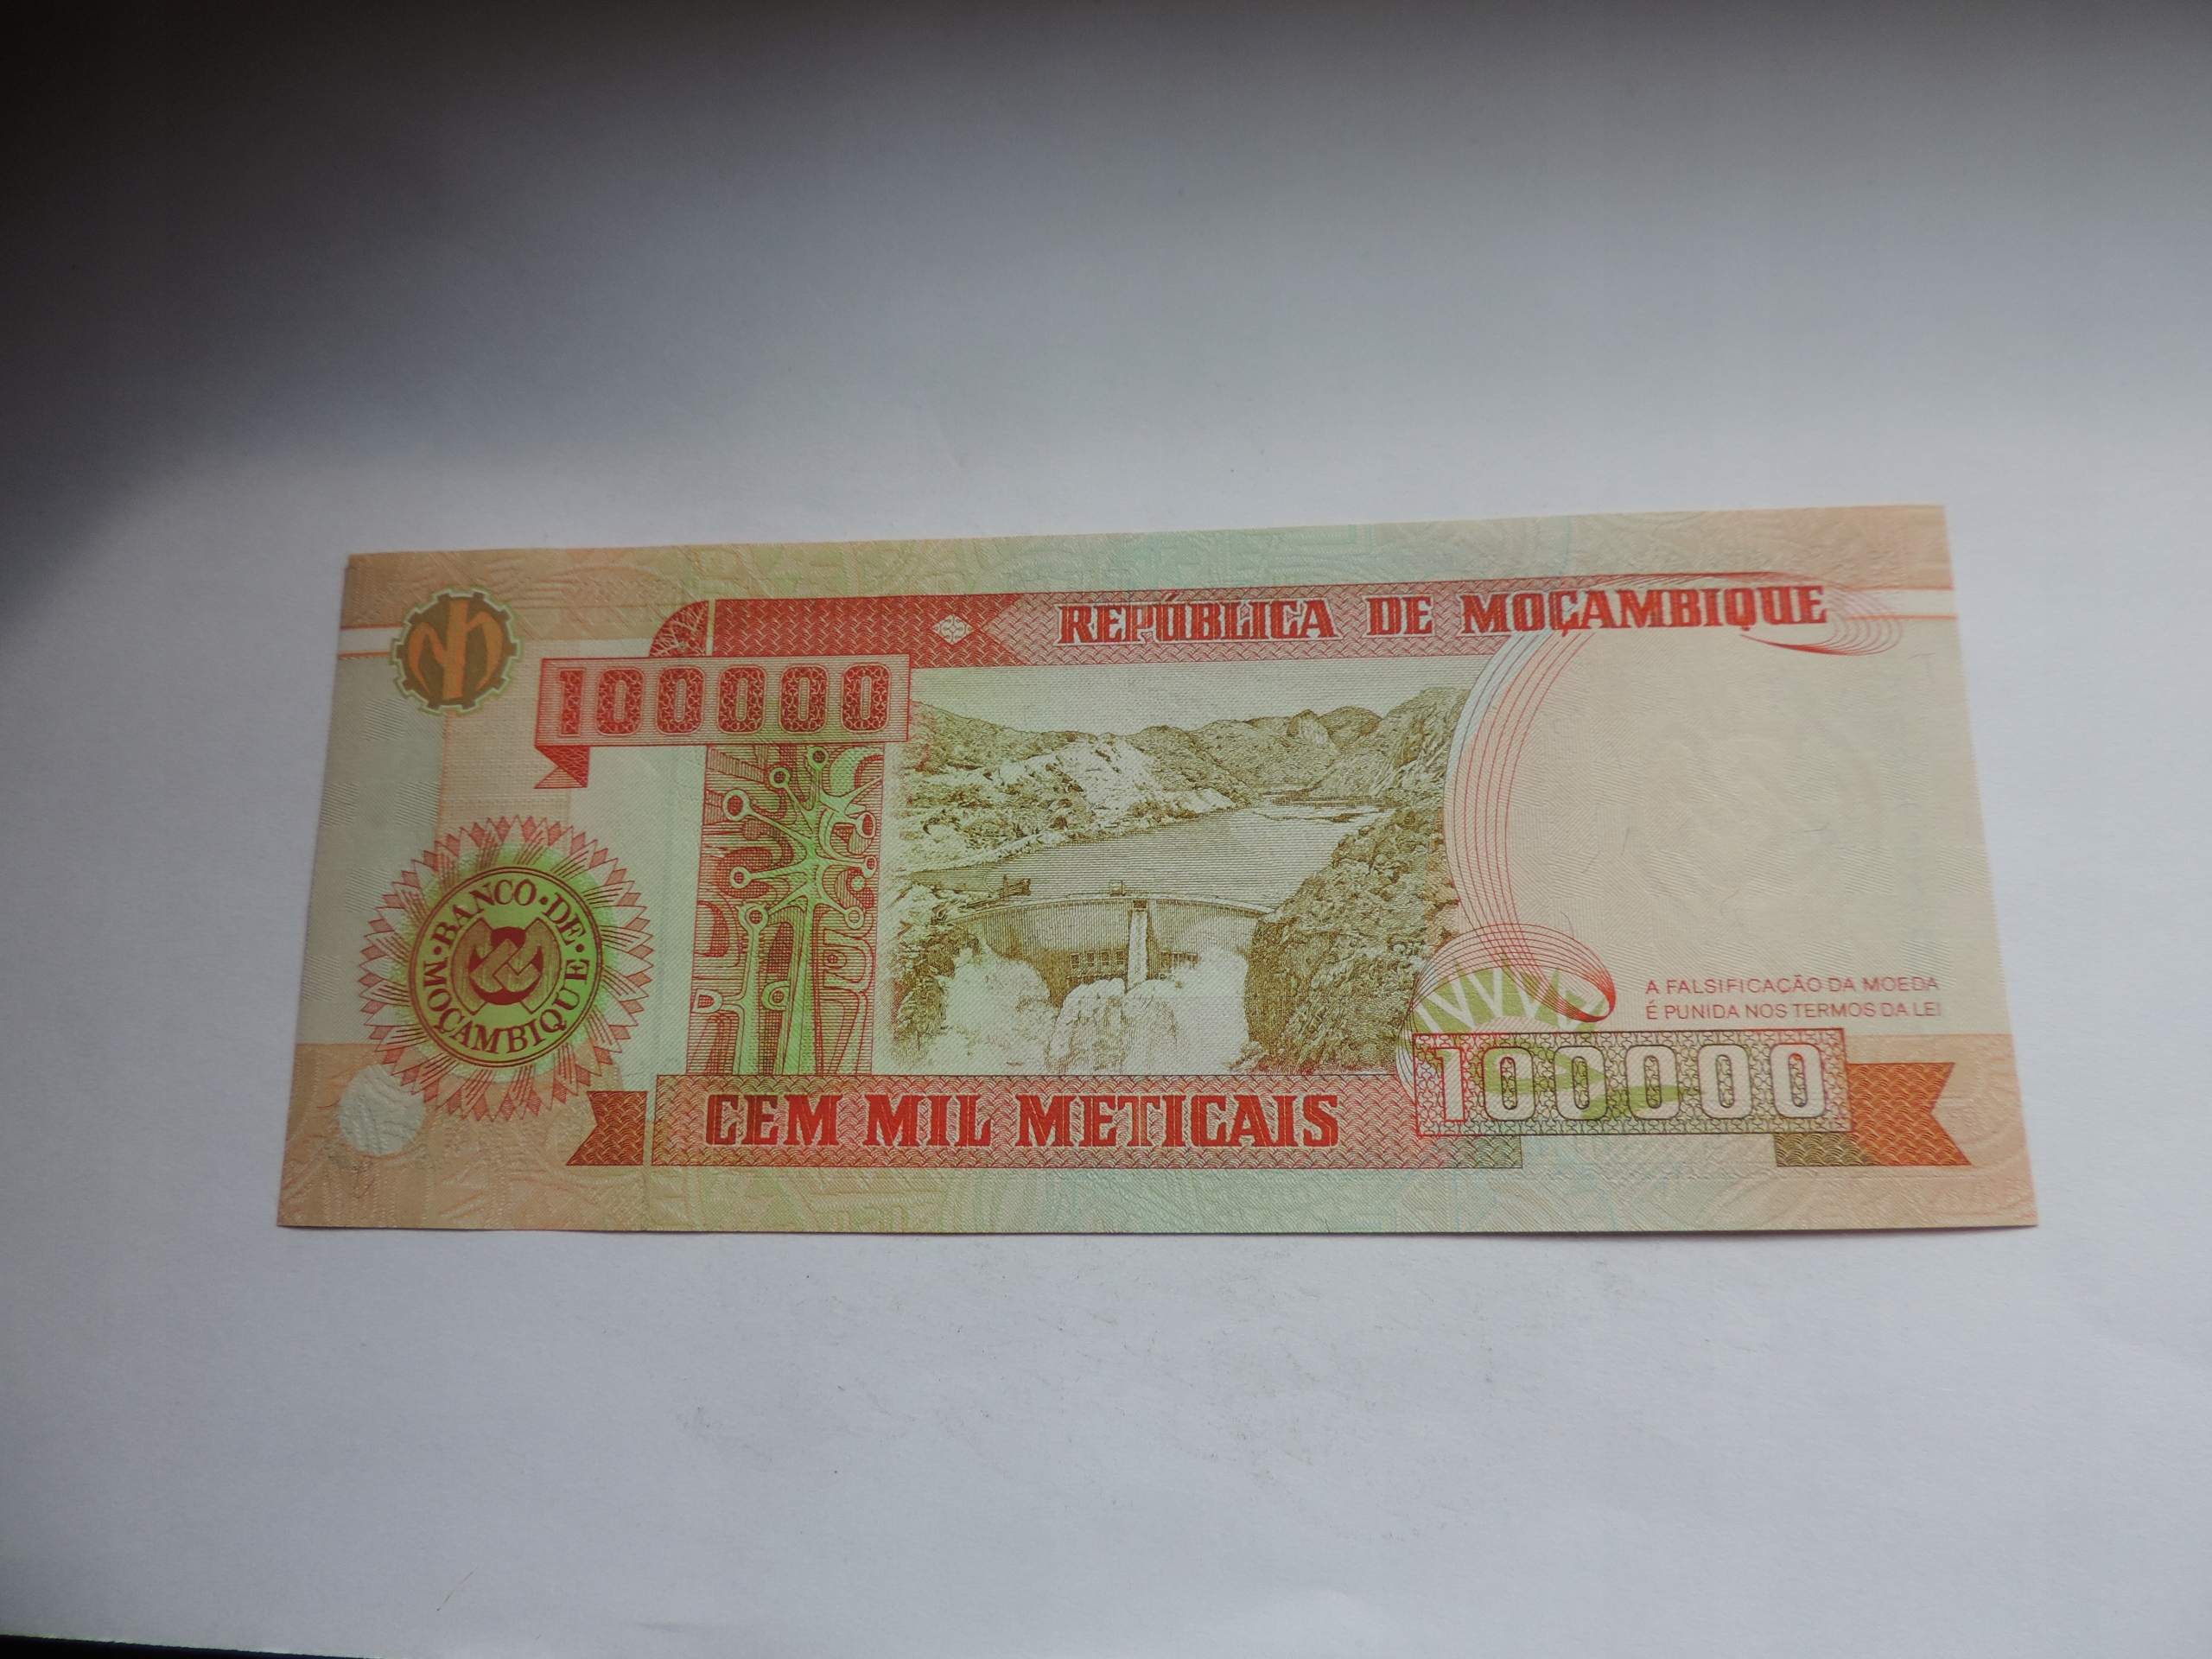 REPÚBLICA DE MOÇAMBIQUE
100000
BANCO·DE·MOÇAMBIQUE·
A FALSIFICAÇÃO DA MOEDA
É PUNIDA NOS TERMOS DA LEI
100000
CEM MIL METICAIS